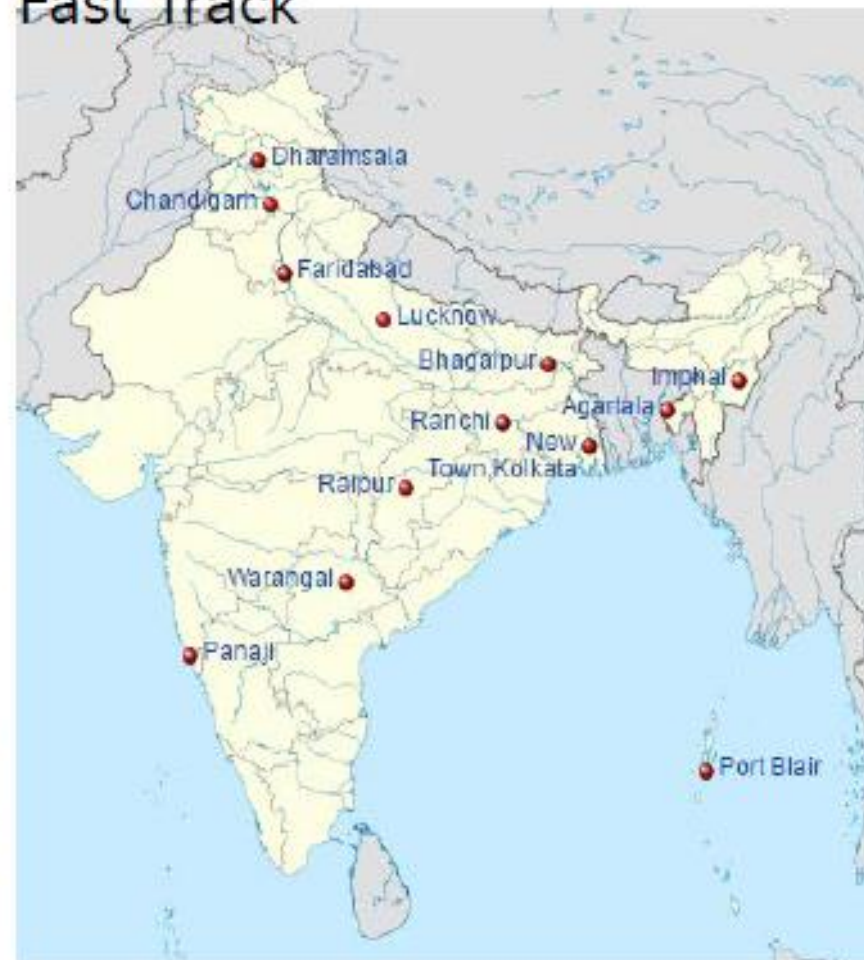 Fast Track
Dharamsala
Chandigarh
Faridabad
Lucknow
Bhagalpur
Imphal
Agartala
Ranchi
New
Town,Kolkata
Raipur
Warangal
Panaji
Port Blair